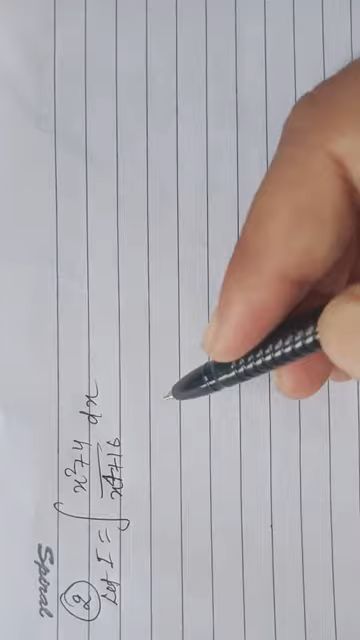 Spiral
②
Let I = ∫ x²+4 / x⁴+16 dx